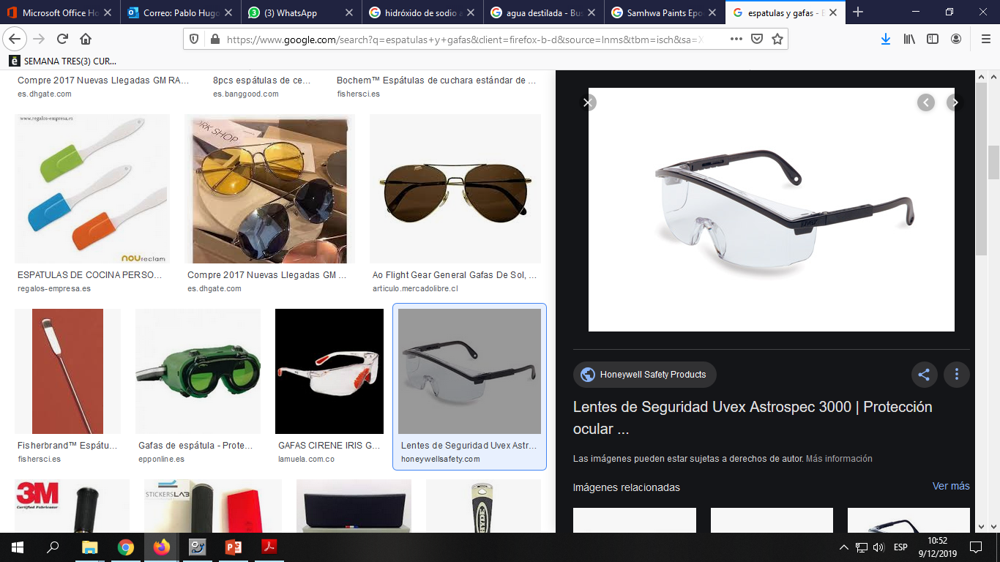 Microsoft Office Ho
Correo: Pablo Hugo
(3) WhatsApp
hidróxido de sodio a
agua destilada - Bus
Samhwa Paints Epo
espatulas y gafas - B
https://www.google.com/search?q=espatulas+y+gafas&client=firefox-b-d&source=lnms&tbm=isch&sa=X
SEMANA TRES(3) CUR...
Compre 2017 Nuevas Llegadas GM RA...
8pcs espátulas de ce...
Bochem™ Espátulas de cuchara estándar de ...
es.dhgate.com
es.banggood.com
fishersci.es
www.regalos-empresa.es
noureclam
RK SHOP
ESPATULAS DE COCINA PERSO...
Compre 2017 Nuevas Llegadas GM ...
Ao Flight Gear General Gafas De Sol, ...
regalos-empresa.es
es.dhgate.com
articulo.mercadolibre.cl
Fisherbrand™ Espátu...
Gafas de espátula - Prote...
GAFAS CIRENE IRIS G...
Lentes de Seguridad Uvex Astr...
fishersci.es
epponline.es
lamuela.com.co
honeywellsafety.com
3M
Certified Fabricator
STICKERSLAB
HYDE
Honeywell Safety Products
Lentes de Seguridad Uvex Astrospec 3000 | Protección
ocular ...
Las imágenes pueden estar sujetas a derechos de autor. Más información
Imágenes relacionadas
Ver más
ESP
10:52
9/12/2019